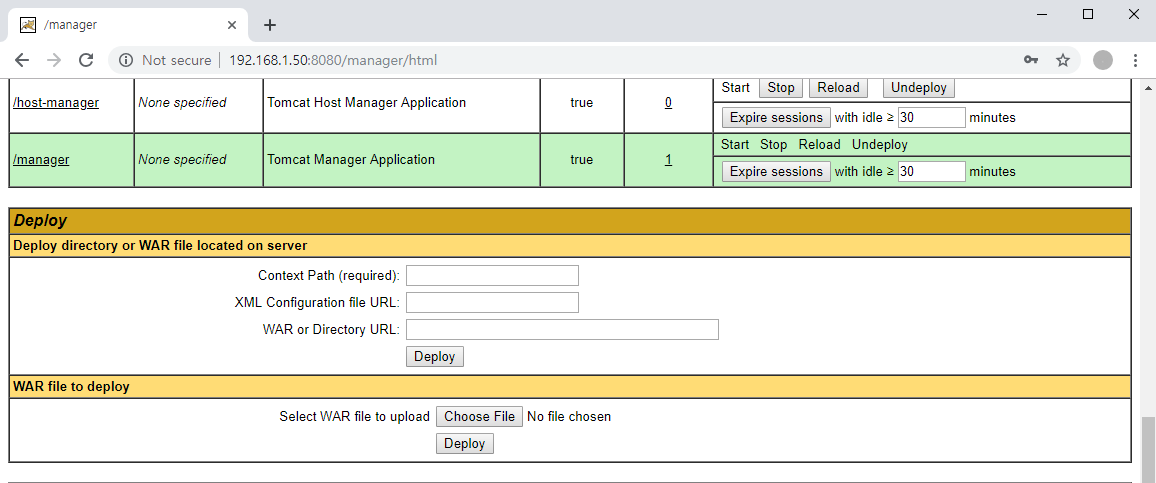 /manager
Not secure 192.168.1.50:8080/manager/html
/host-manager None specified Tomcat Host Manager Application true 0 Start Stop Reload Undeploy
Expire sessions with idle ≥ 30 minutes
/manager None specified Tomcat Manager Application true 1 Start Stop Reload Undeploy
Expire sessions with idle ≥ 30 minutes
Deploy
Deploy directory or WAR file located on server
Context Path (required):
XML Configuration file URL:
WAR or Directory URL:
Deploy
WAR file to deploy
Select WAR file to upload Choose File No file chosen
Deploy